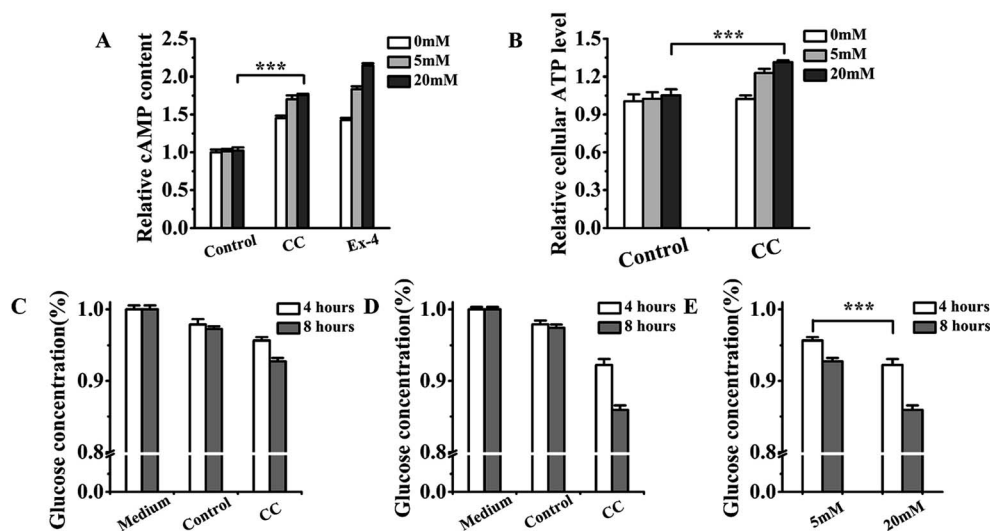 A
Relative cAMP content
2.5
2.0
1.5
1.0
0.5
0.0
***
0mM
5mM
20mM
Control
CC
Ex-4
B
Relative cellular ATP level
1.5
1.2
0.9
0.6
0.3
0.0
***
0mM
5mM
20mM
Control
CC
C
Glucose concentration(%)
1.0
0.9
0.8
0.0
4 hours
8 hours
Medium
Control
CC
D
Glucose concentration(%)
1.0
0.9
0.8
0.0
4 hours
8 hours
Medium
Control
CC
E
Glucose concentration(%)
1.0
0.9
0.8
0.0
***
4 hours
8 hours
5mM
20mM